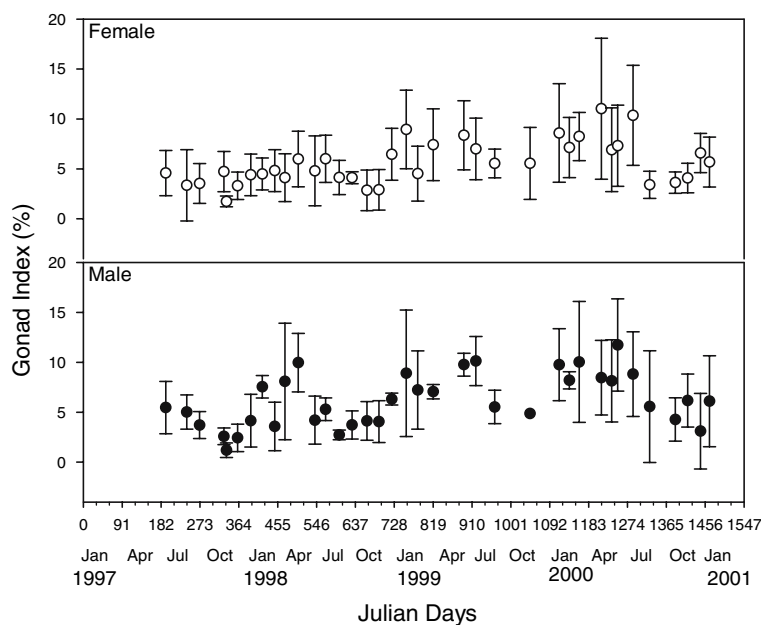 20
Female
15
10
5
0
20
Male
15
10
5
0
Gonad Index (%)
0 91 182 273 364 455 546 637 728 819 910 1001 1092 1183 1274 1365 1456 1547
Jan Apr Jul Oct Jan Apr Jul Oct Jan Apr Jul Oct Jan Apr Jul Oct Jan
1997 1998 1999 2000 2001
Julian Days